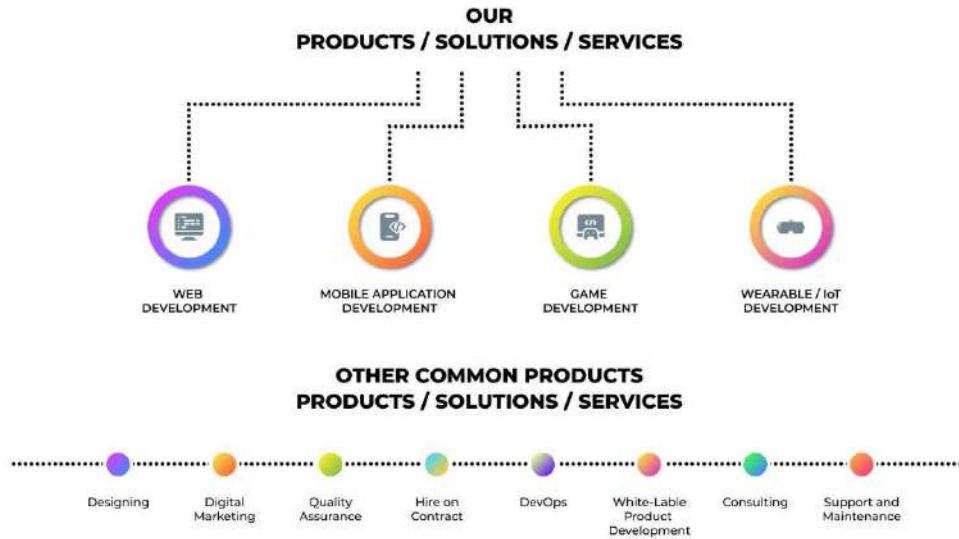 OUR
PRODUCTS / SOLUTIONS / SERVICES
WEB
DEVELOPMENT
MOBILE APPLICATION
DEVELOPMENT
GAME
DEVELOPMENT
WEARABLE / IoT
DEVELOPMENT
OTHER COMMON PRODUCTS
PRODUCTS / SOLUTIONS / SERVICES
Designing
Digital
Marketing
Quality
Assurance
Hire on
Contract
DevOps
White-Lable
Product
Development
Consulting
Support and
Maintenance